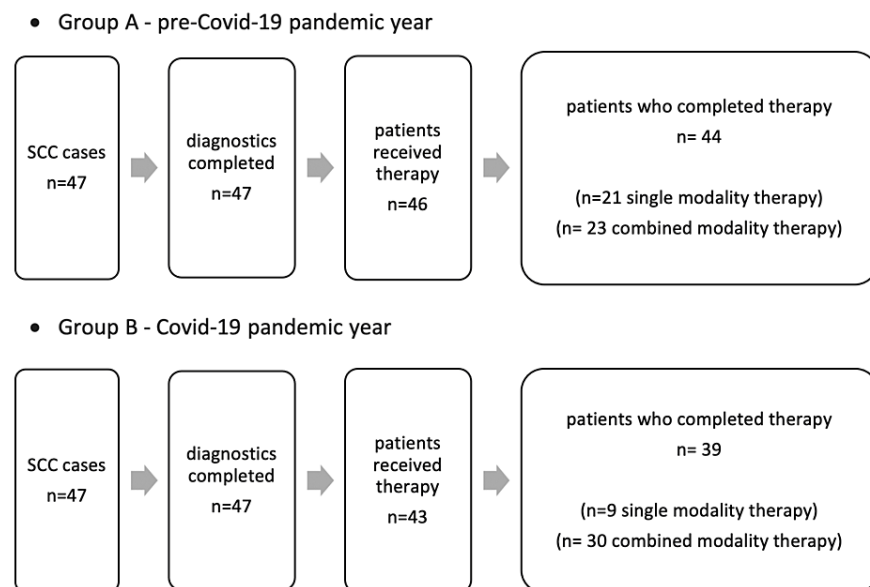 • Group A - pre-Covid-19 pandemic year
SCC cases
n=47
diagnostics
completed
n=47
patients
received
therapy
n=46
patients who completed therapy
n= 44
(n=21 single modality therapy)
(n= 23 combined modality therapy)
• Group B - Covid-19 pandemic year
SCC cases
n=47
diagnostics
completed
n=47
patients
received
therapy
n=43
patients who completed therapy
n= 39
(n=9 single modality therapy)
(n= 30 combined modality therapy)